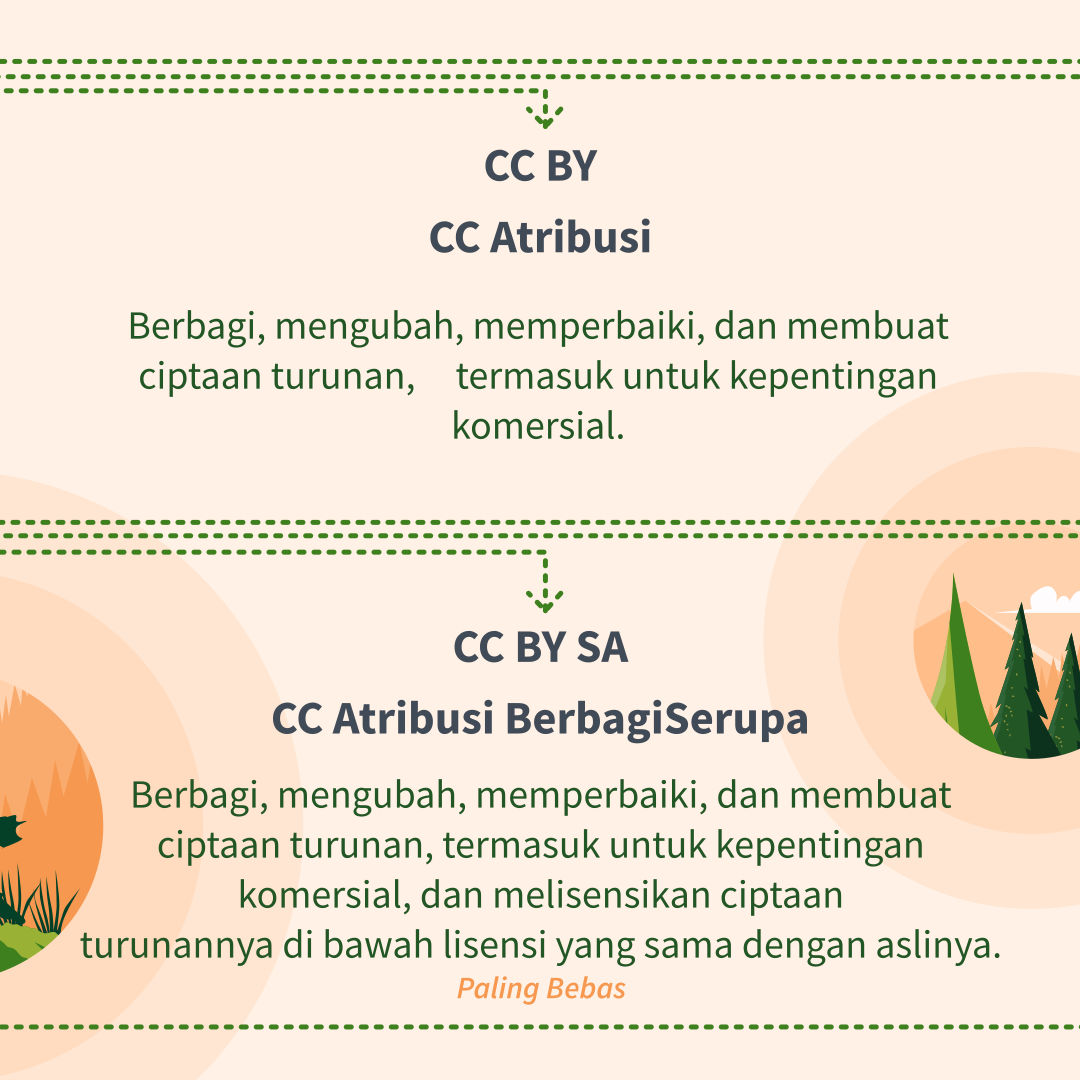 CC BY
CC Atribusi
Berbagi, mengubah, memperbaiki, dan membuat
ciptaan turunan, termasuk untuk kepentingan
komersial.
CC BY SA
CC Atribusi BerbagiSerupa
Berbagi, mengubah, memperbaiki, dan membuat
ciptaan turunan, termasuk untuk kepentingan
komersial, dan melisensikan ciptaan
turunannya di bawah lisensi yang sama dengan aslinya.
Paling Bebas